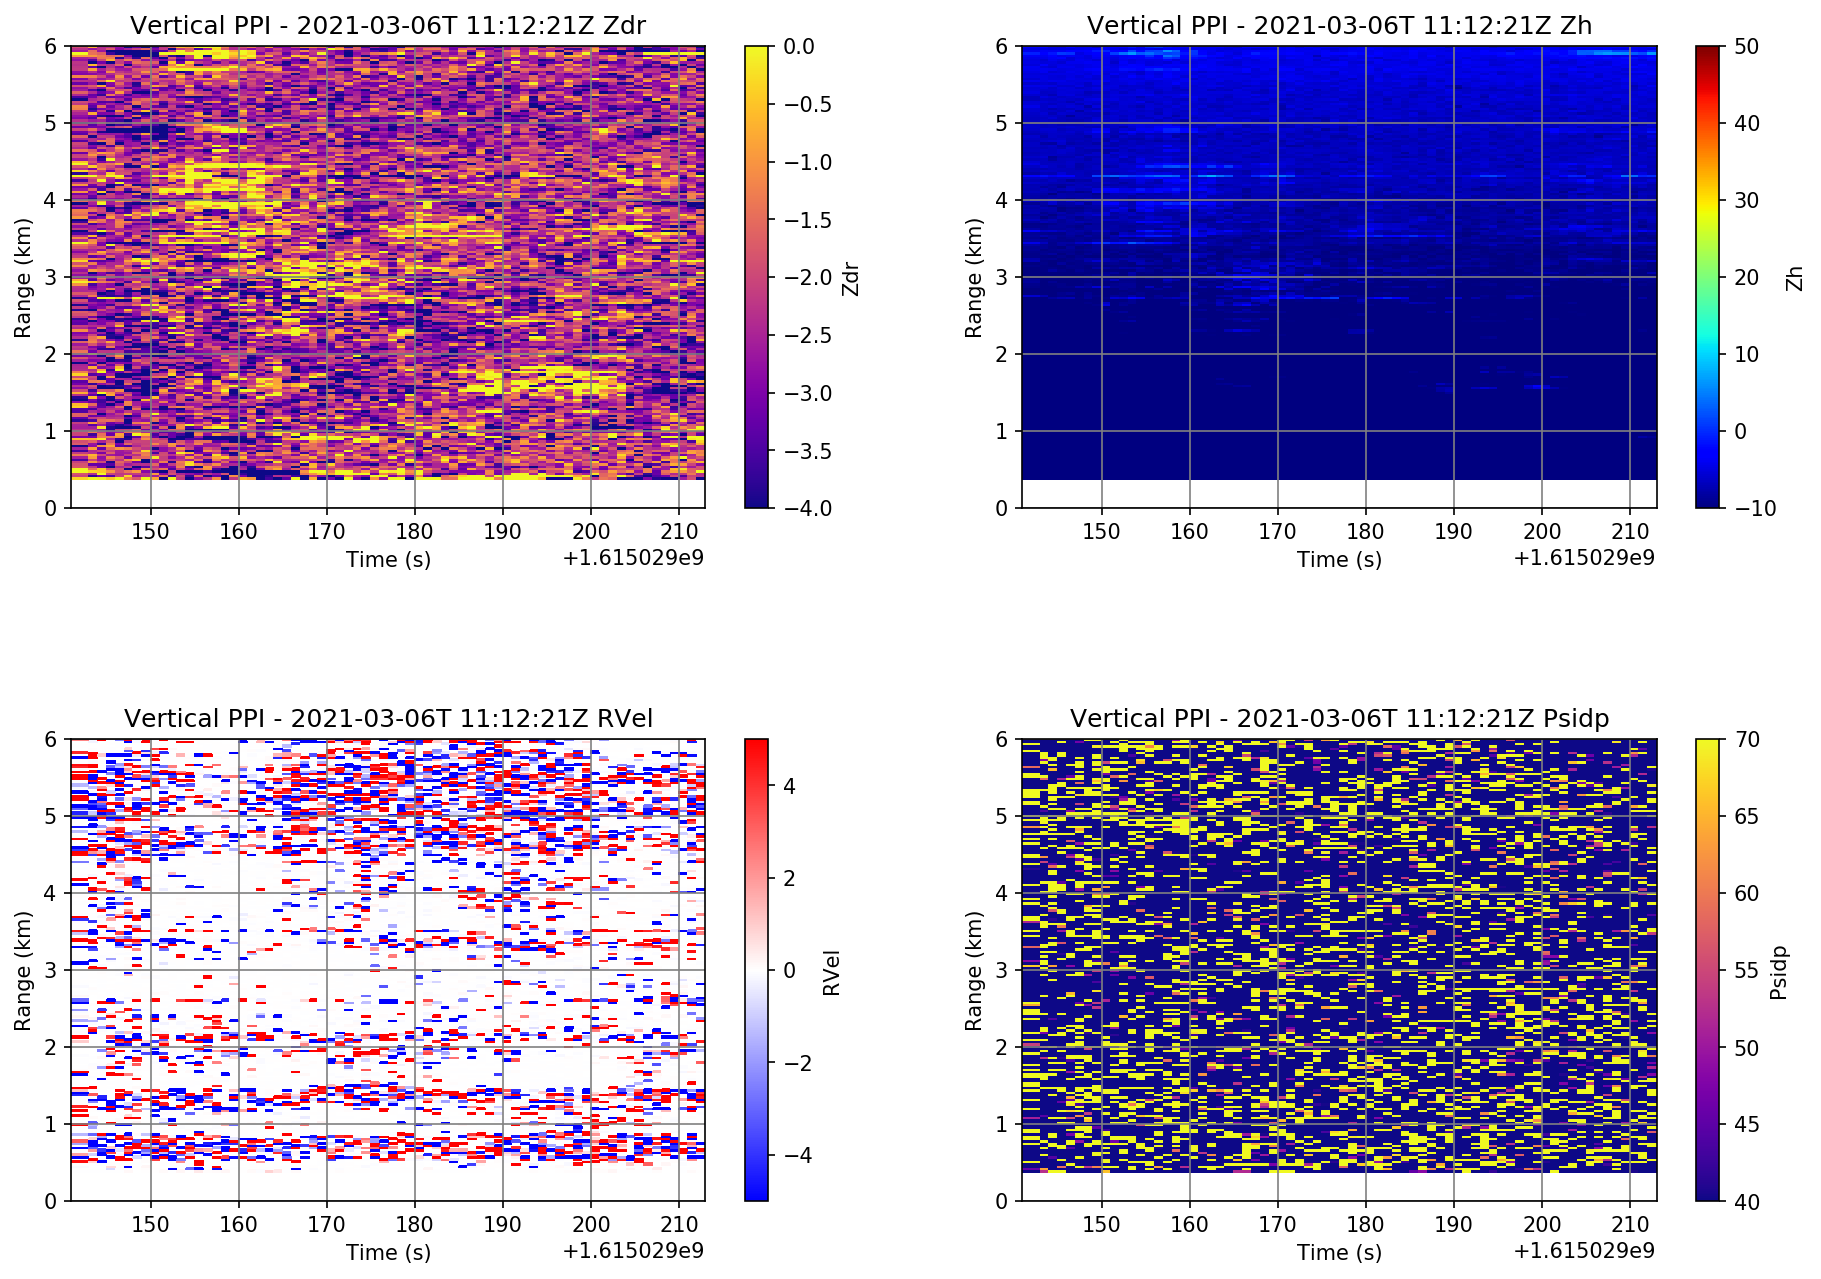 Vertical PPI - 2021-03-06T 11:12:21Z Zdr
6
5
4
3
2
1
0
Range (km)
150 160 170 180 190 200 210
Time (s)
+1.615029e9
0.0
−0.5
−1.0
−1.5
−2.0
−2.5
−3.0
−3.5
−4.0
Zdr
Vertical PPI - 2021-03-06T 11:12:21Z Zh
6
5
4
3
2
1
0
Range (km)
150 160 170 180 190 200 210
Time (s)
+1.615029e9
50
40
30
20
10
0
−10
Zh
Vertical PPI - 2021-03-06T 11:12:21Z RVel
6
5
4
3
2
1
0
Range (km)
150 160 170 180 190 200 210
Time (s)
+1.615029e9
4
2
0
−2
−4
RVel
Vertical PPI - 2021-03-06T 11:12:21Z Psidp
6
5
4
3
2
1
0
Range (km)
150 160 170 180 190 200 210
Time (s)
+1.615029e9
70
65
60
55
50
45
40
Psidp